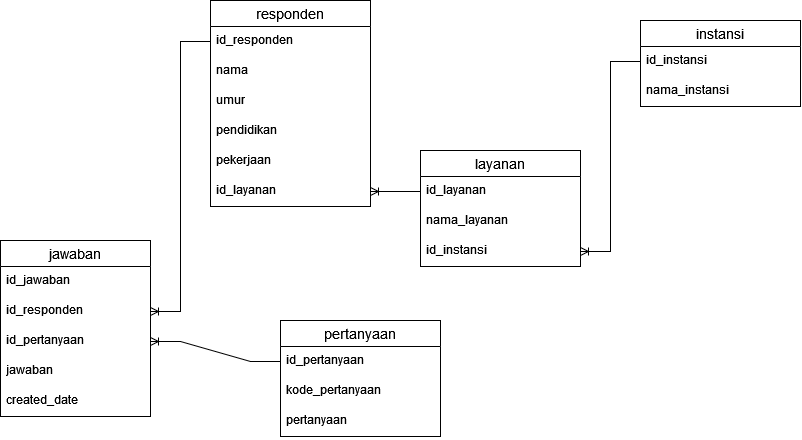 responden
id_responden
nama
umur
pendidikan
pekerjaan
id_layanan
instansi
id_instansi
nama_instansi
layanan
id_layanan
nama_layanan
id_instansi
jawaban
id_jawaban
id_responden
id_pertanyaan
jawaban
created_date
pertanyaan
id_pertanyaan
kode_pertanyaan
pertanyaan